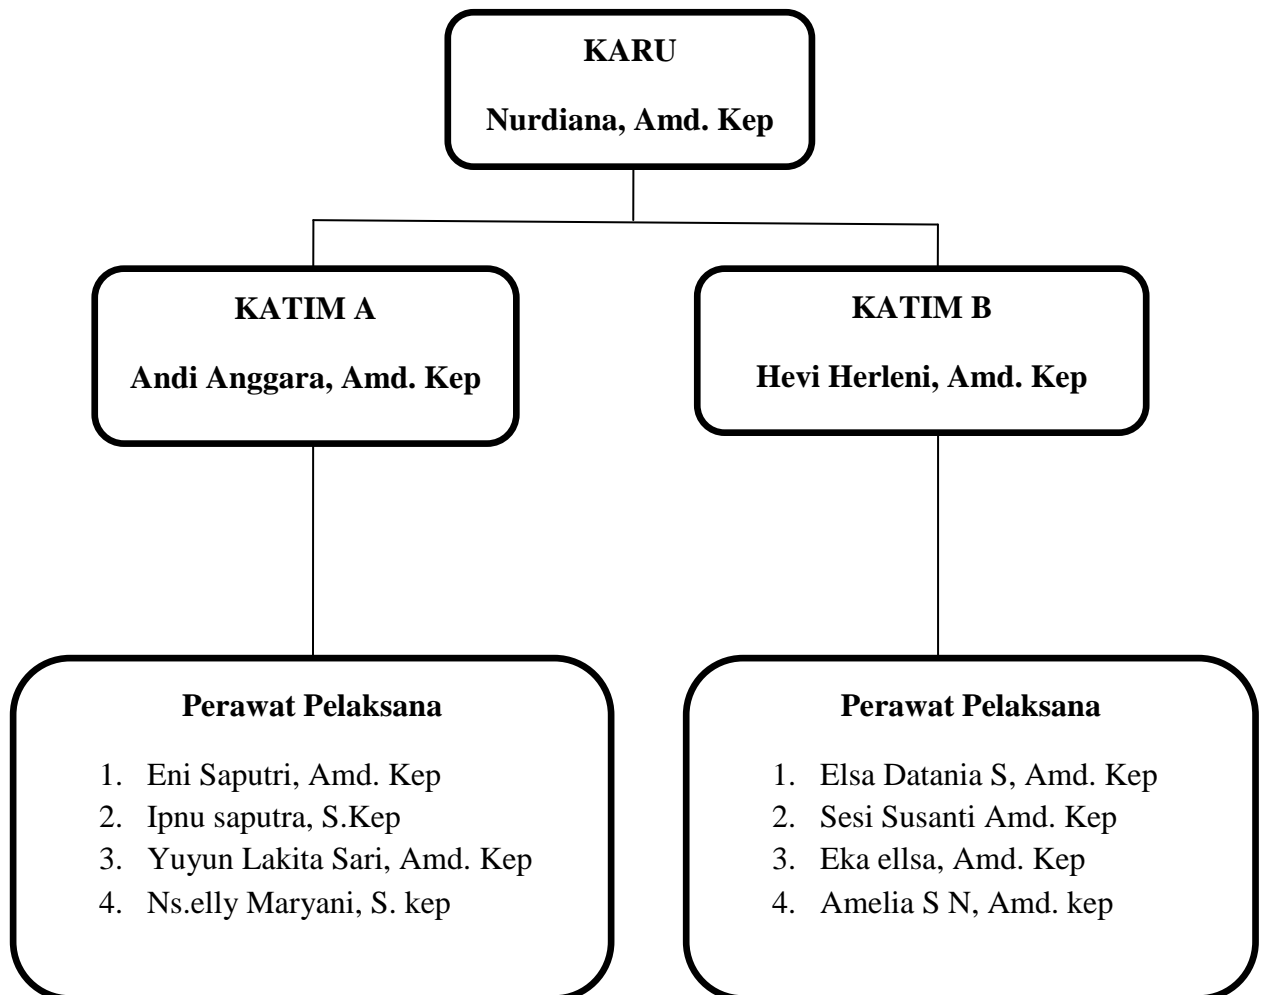 KARU
Nurdiana, Amd. Kep
KATIM A
Andi Anggara, Amd. Kep
KATIM B
Hevi Herleni, Amd. Kep
Perawat Pelaksana
1. Eni Saputri, Amd. Kep
2. Ipnu saputra, S.Kep
3. Yuyun Lakita Sari, Amd. Kep
4. Ns.elly Maryani, S. kep
Perawat Pelaksana
1. Elsa Datania S, Amd. Kep
2. Sesi Susanti Amd. Kep
3. Eka ellsa, Amd. Kep
4. Amelia S N, Amd. kep